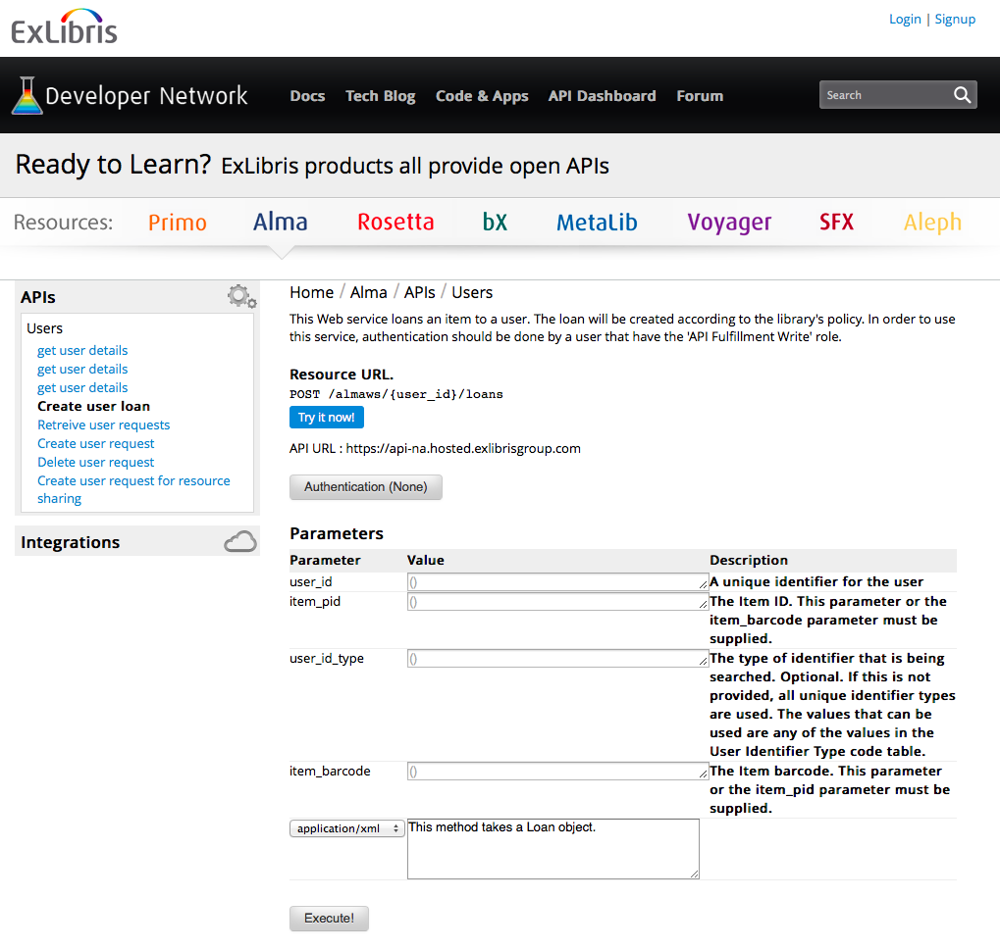 ExLibris
Login | Signup
Developer Network
Docs Tech Blog Code & Apps API Dashboard Forum
Search
Ready to Learn? ExLibris products all provide open APIs
Resources: Primo Alma Rosetta bX MetaLib Voyager SFX Aleph
APIs
Users
get user details
get user details
get user details
Create user loan
Retreive user requests
Create user request
Delete user request
Create user request for resource
sharing
Integrations
Home / Alma / APIs / Users
This Web service loans an item to a user. The loan will be created according to the library's policy. In order to use
this service, authentication should be done by a user that have the 'API Fulfillment Write' role.
Resource URL.
POST /almaws/{user_id}/loans
Try it now!
API URL : https://api-na.hosted.exlibrisgroup.com
Authentication (None)
Parameters
Parameter Value Description
user_id () A unique identifier for the user
item_pid () The Item ID. This parameter or the
item_barcode parameter must be
supplied.
user_id_type () The type of identifier that is being
searched. Optional. If this is not
provided, all unique identifier types
are used. The values that can be
used are any of the values in the
User Identifier Type code table.
item_barcode () The Item barcode. This parameter
or the item_pid parameter must be
supplied.
application/xml This method takes a Loan object.
Execute!